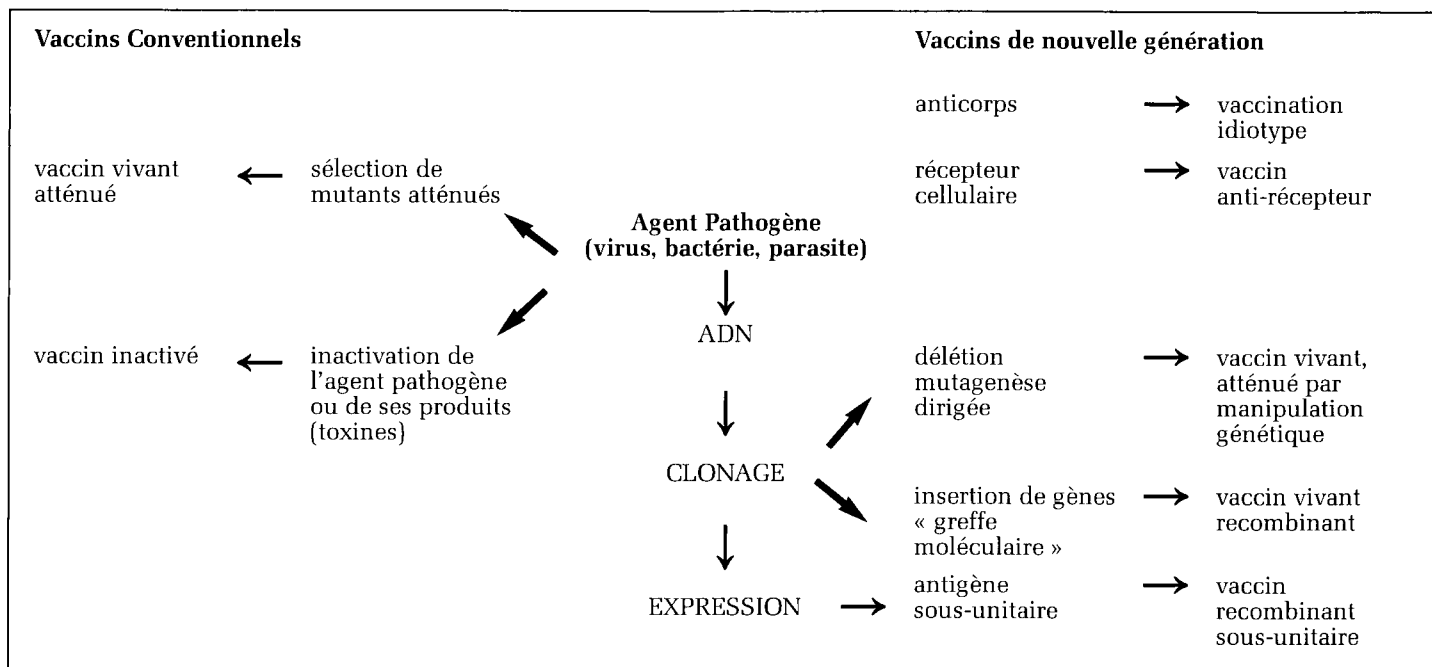 Vaccins Conventionnels
vaccin vivant
atténué
sélection de
mutants atténués
vaccin inactivé
inactivation de
l'agent pathogène
ou de ses produits
(toxines)
Agent Pathogène
(virus, bactérie, parasite)
ADN
CLONAGE
EXPRESSION
Vaccins de nouvelle génération
anticorps
vaccination
idiotype
récepteur
cellulaire
vaccin
anti-récepteur
délétion
mutagenèse
dirigée
vaccin vivant,
atténué par
manipulation
génétique
insertion de gènes
« greffe
moléculaire »
vaccin vivant
recombinant
antigène
sous-unitaire
vaccin
recombinant
sous-unitaire